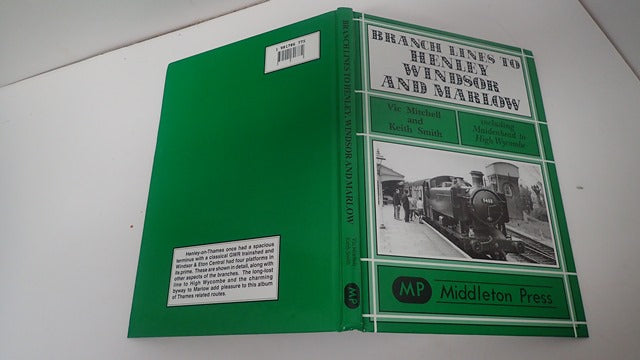 BRANCH LINES TO
HENLEY
WINDSOR
AND MARLOW
Vic Mitchell
and
Keith Smith
including
Maidenhead to
High Wycombe
MP Middleton Press
BRANCH LINES TO HENLEY, WINDSOR AND MARLOW
MP
Henley-on-Thames once had a spacious
terminus with a classical GWR trainshed and
Windsor & Eton Central had four platforms in
its prime. These are shown in detail, along with
other aspects of the branches. The long-lost
line to High Wycombe and the charming
byway to Marlow add pleasure to this album
of Thames related routes.